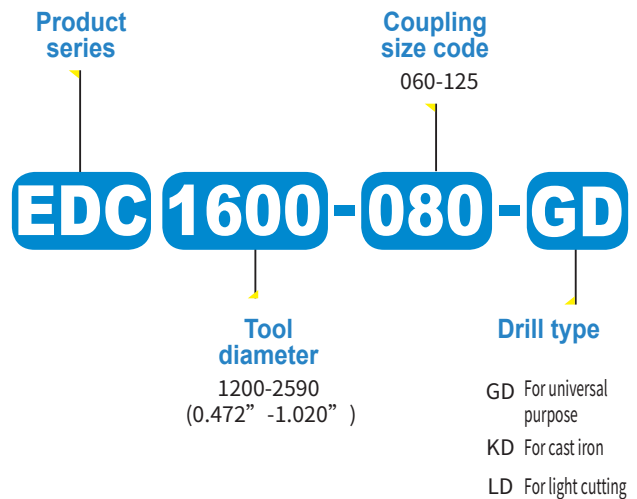 Product
series
Coupling
size code
060-125
EDC 1600-080-GD
Tool
diameter
1200-2590
(0.472” -1.020” )
Drill type
GD For universal
purpose
KD For cast iron
LD For light cutting